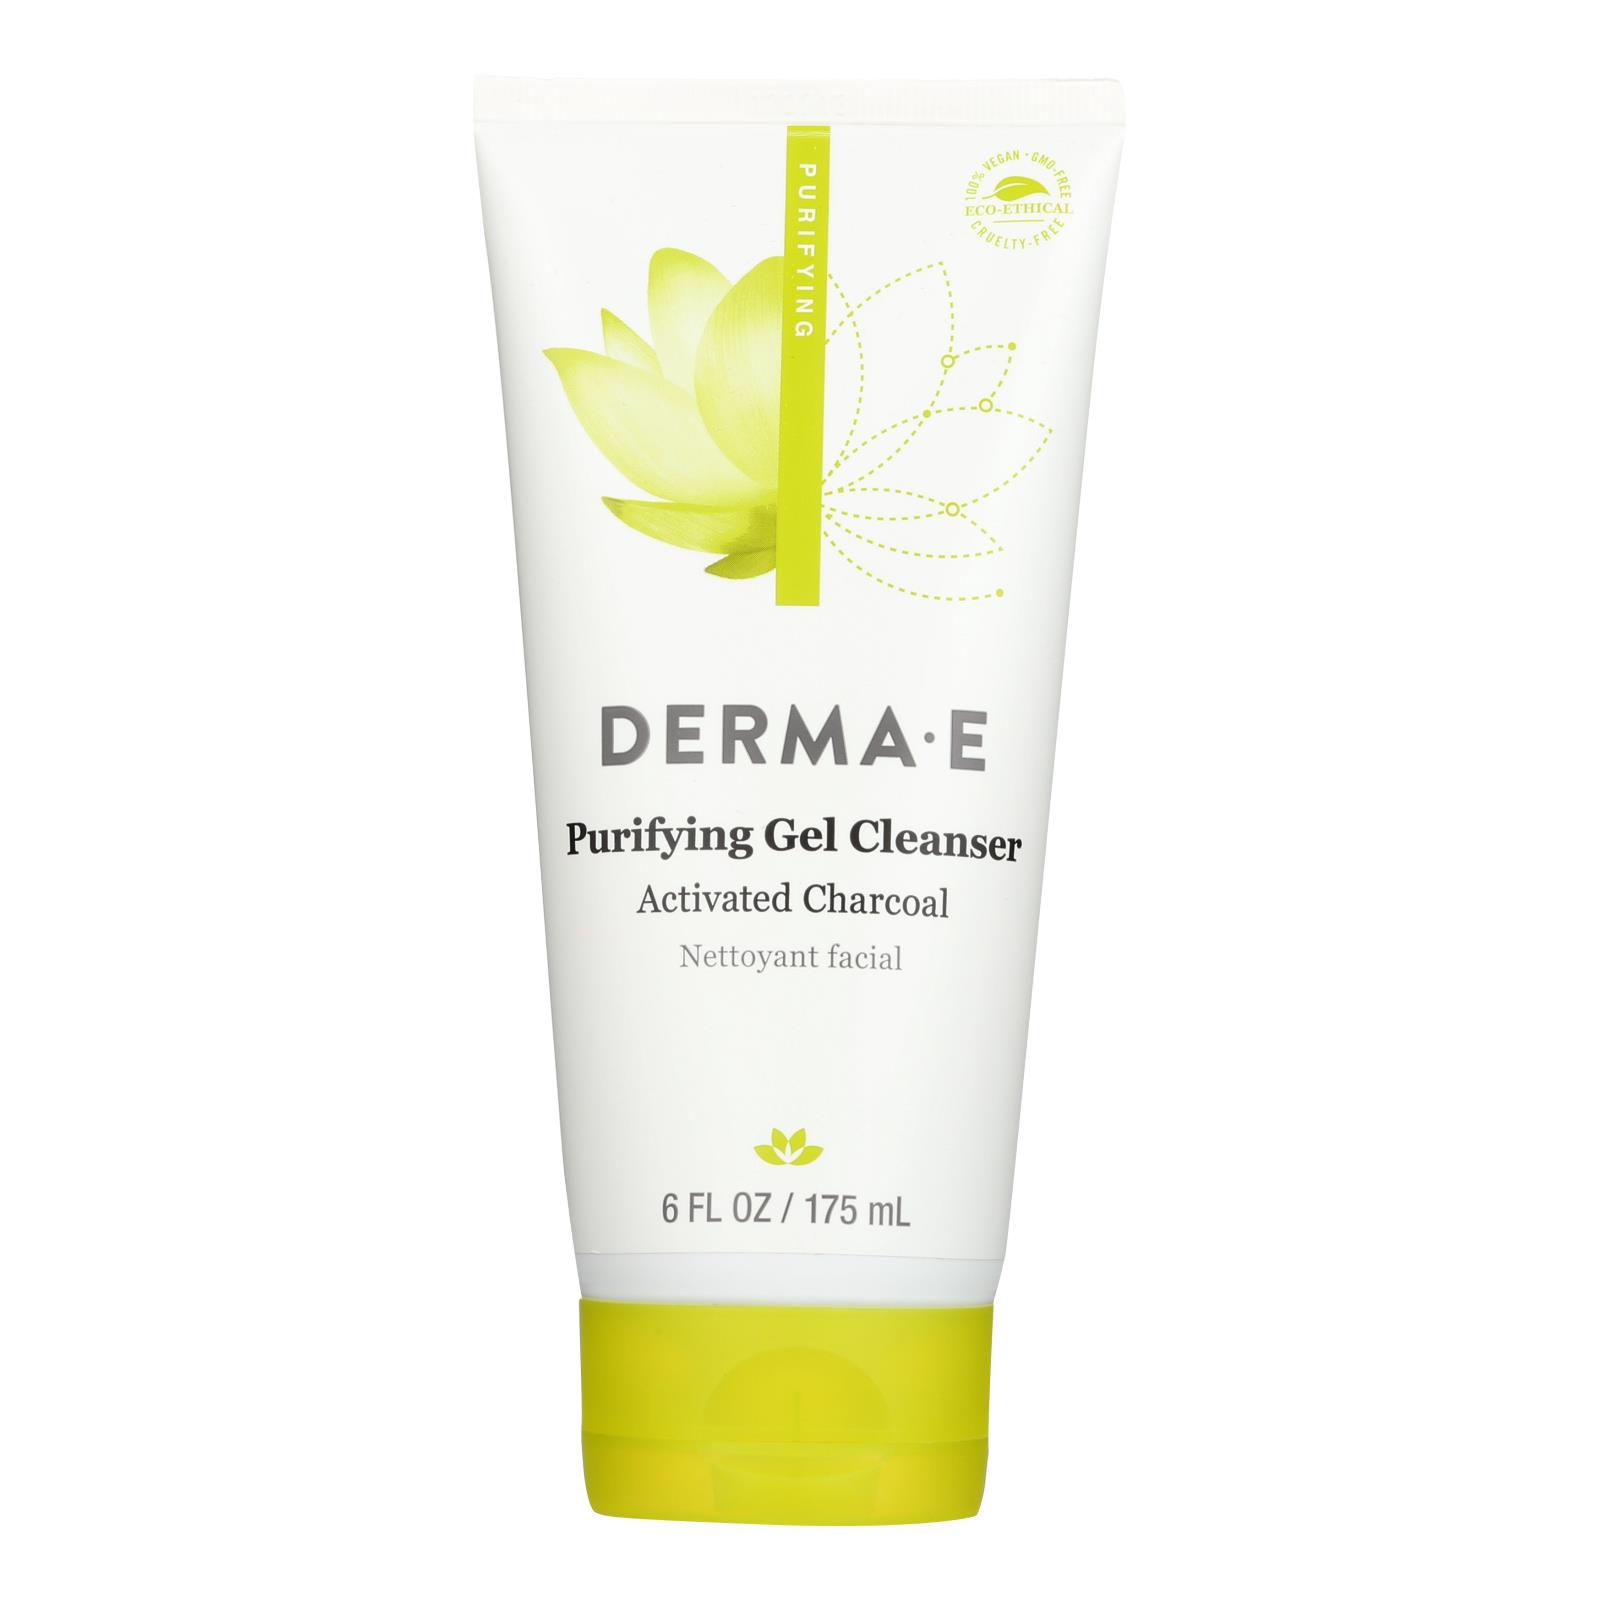 PURIFYING
100% VEGAN · GMO-FREE
ECO-ETHICAL
CRUELTY-FREE
DERMA·E
Purifying Gel Cleanser
Activated Charcoal
Nettoyant facial
6 FL OZ / 175 mL